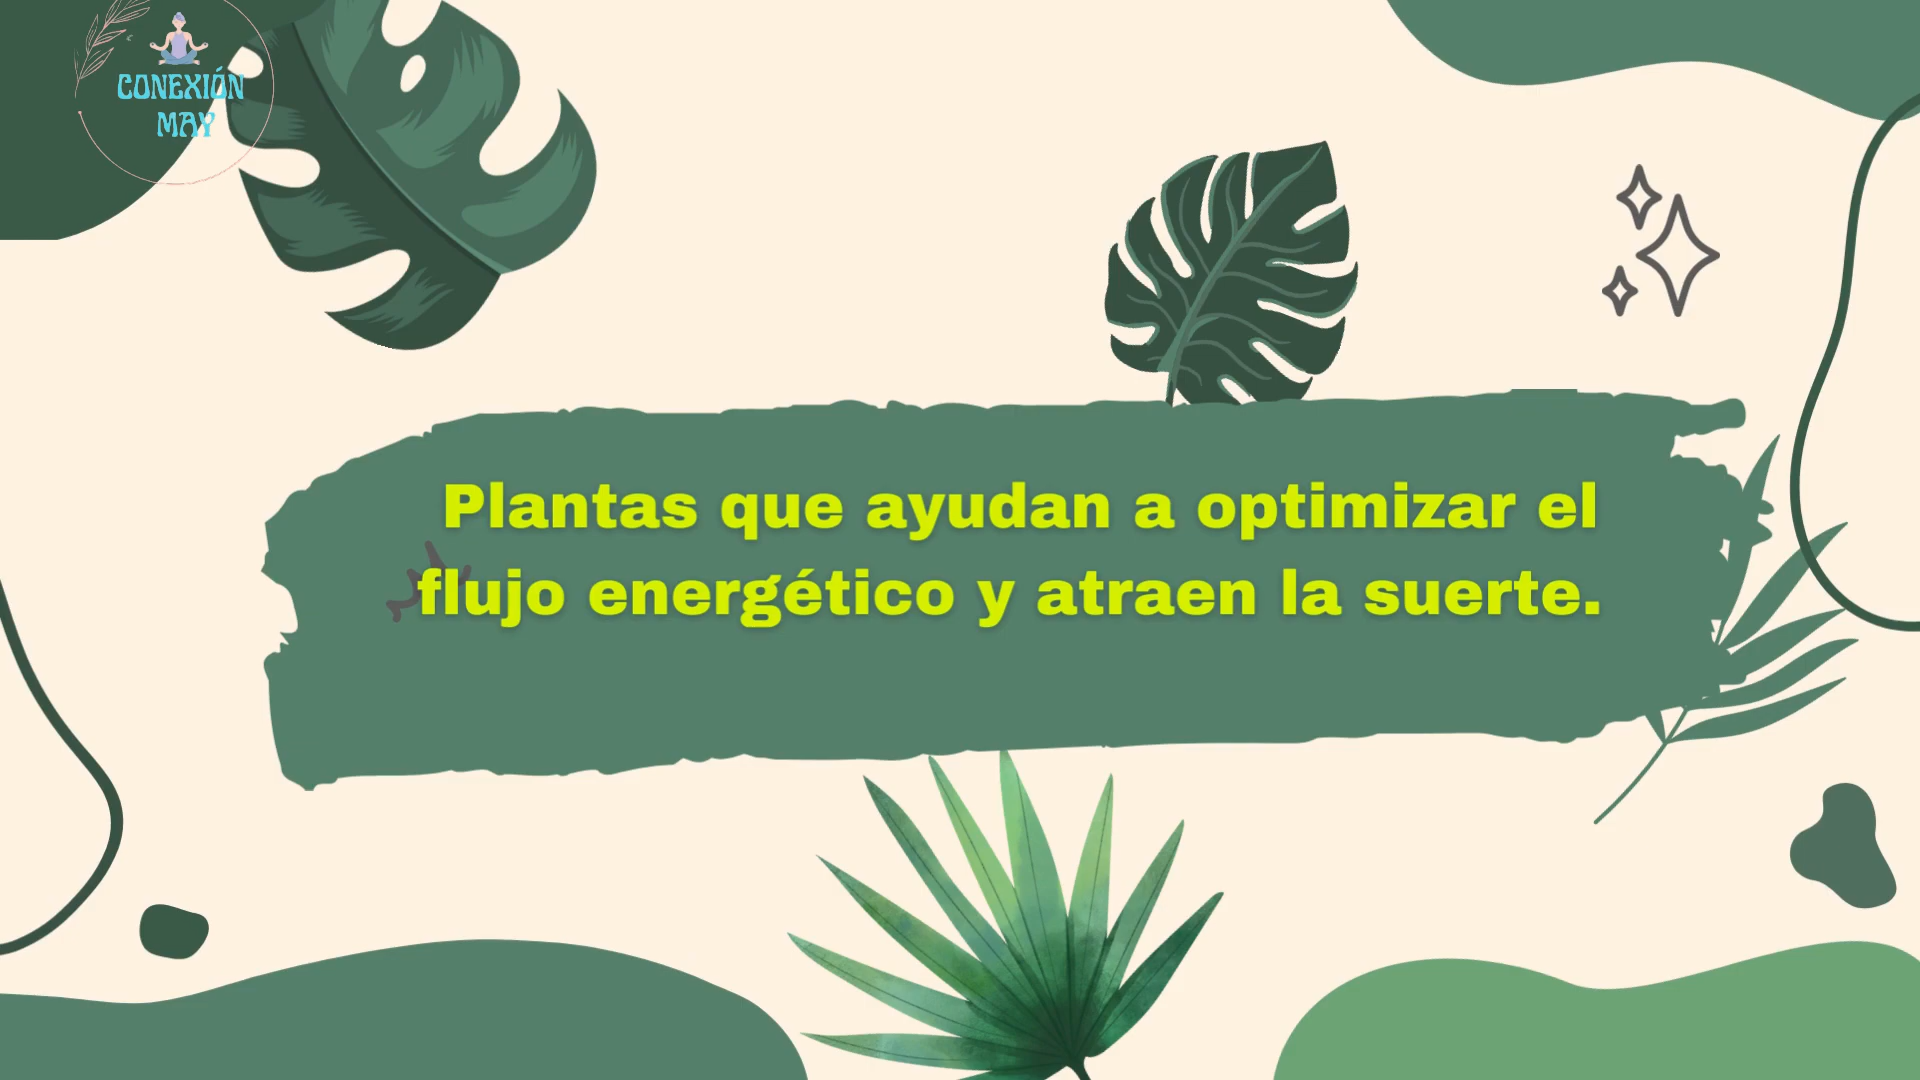 CONEXIÓN
MAY
Plantas que ayudan a optimizar el
flujo energético y atraen la suerte.